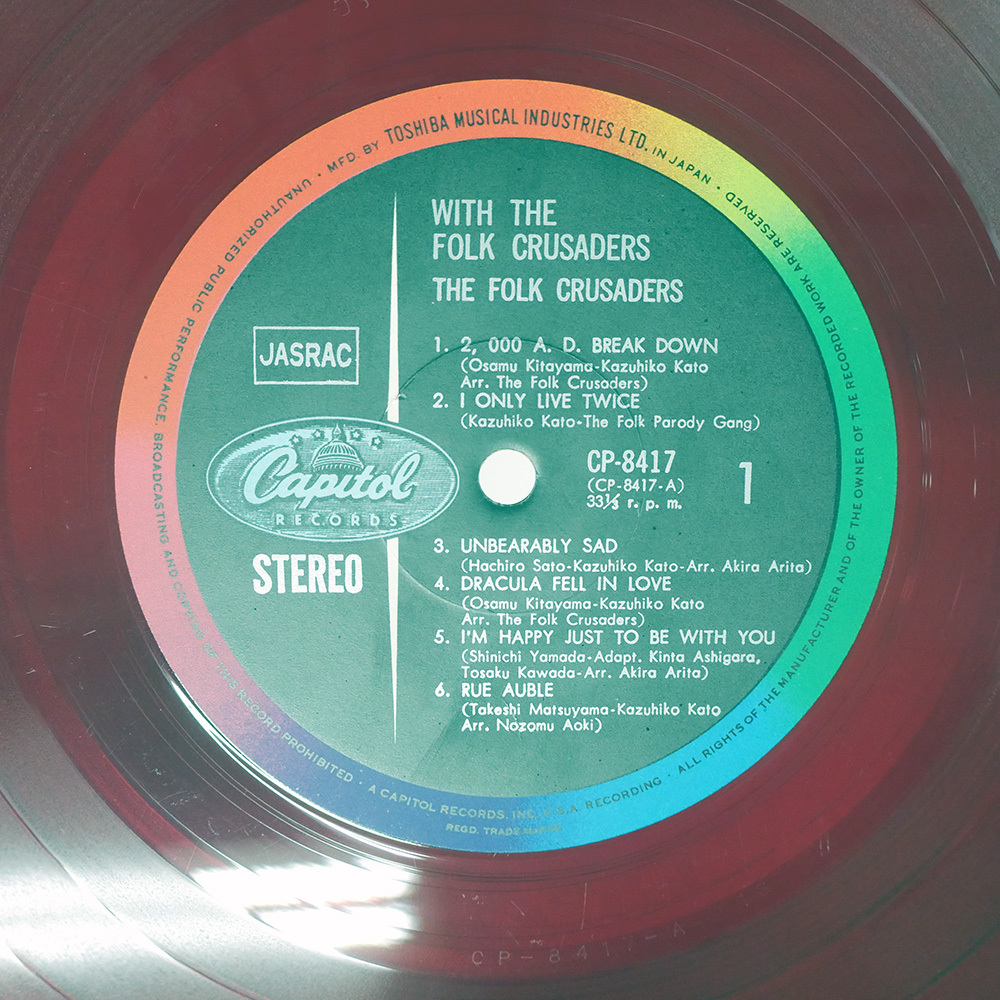 MFD. BY TOSHIBA MUSICAL INDUSTRIES LTD. IN JAPAN · 
ALL RIGHTS OF THE MANUFACTURER AND OF THE OWNER OF THE RECORDED WORK ARE RESERVED
UNAUTHORIZED PUBLIC PERFORMANCE, BROADCASTING AND COPYING OF THIS RECORD PROHIBITED ·
A CAPITOL RECORDS, INC., U.S.A. RECORDING ·
REGD. TRADE MARKS
WITH THE
FOLK CRUSADERS
THE FOLK CRUSADERS
JASRAC
1. 2, 000 A. D. BREAK DOWN
(Osamu Kitayama-Kazuhiko Kato
Arr. The Folk Crusaders)
2. I ONLY LIVE TWICE
(Kazuhiko Kato-The Folk Parody Gang)
Capitol
RECORDS
STEREO
CP-8417
(CP-8417-A)
33⅓ r. p. m.
1
3. UNBEARABLY SAD
(Hachiro Sato-Kazuhiko Kato-Arr. Akira Arita)
4. DRACULA FELL IN LOVE
(Osamu Kitayama-Kazuhiko Kato
Arr. The Folk Crusaders)
5. I'M HAPPY JUST TO BE WITH YOU
(Shinichi Yamada-Adapt. Kinta Ashigara,
Tosaku Kawada-Arr. Akira Arita)
6. RUE AUBLE
(Takeshi Matsuyama-Kazuhiko Kato
Arr. Nozomu Aoki)
CP-8417-A